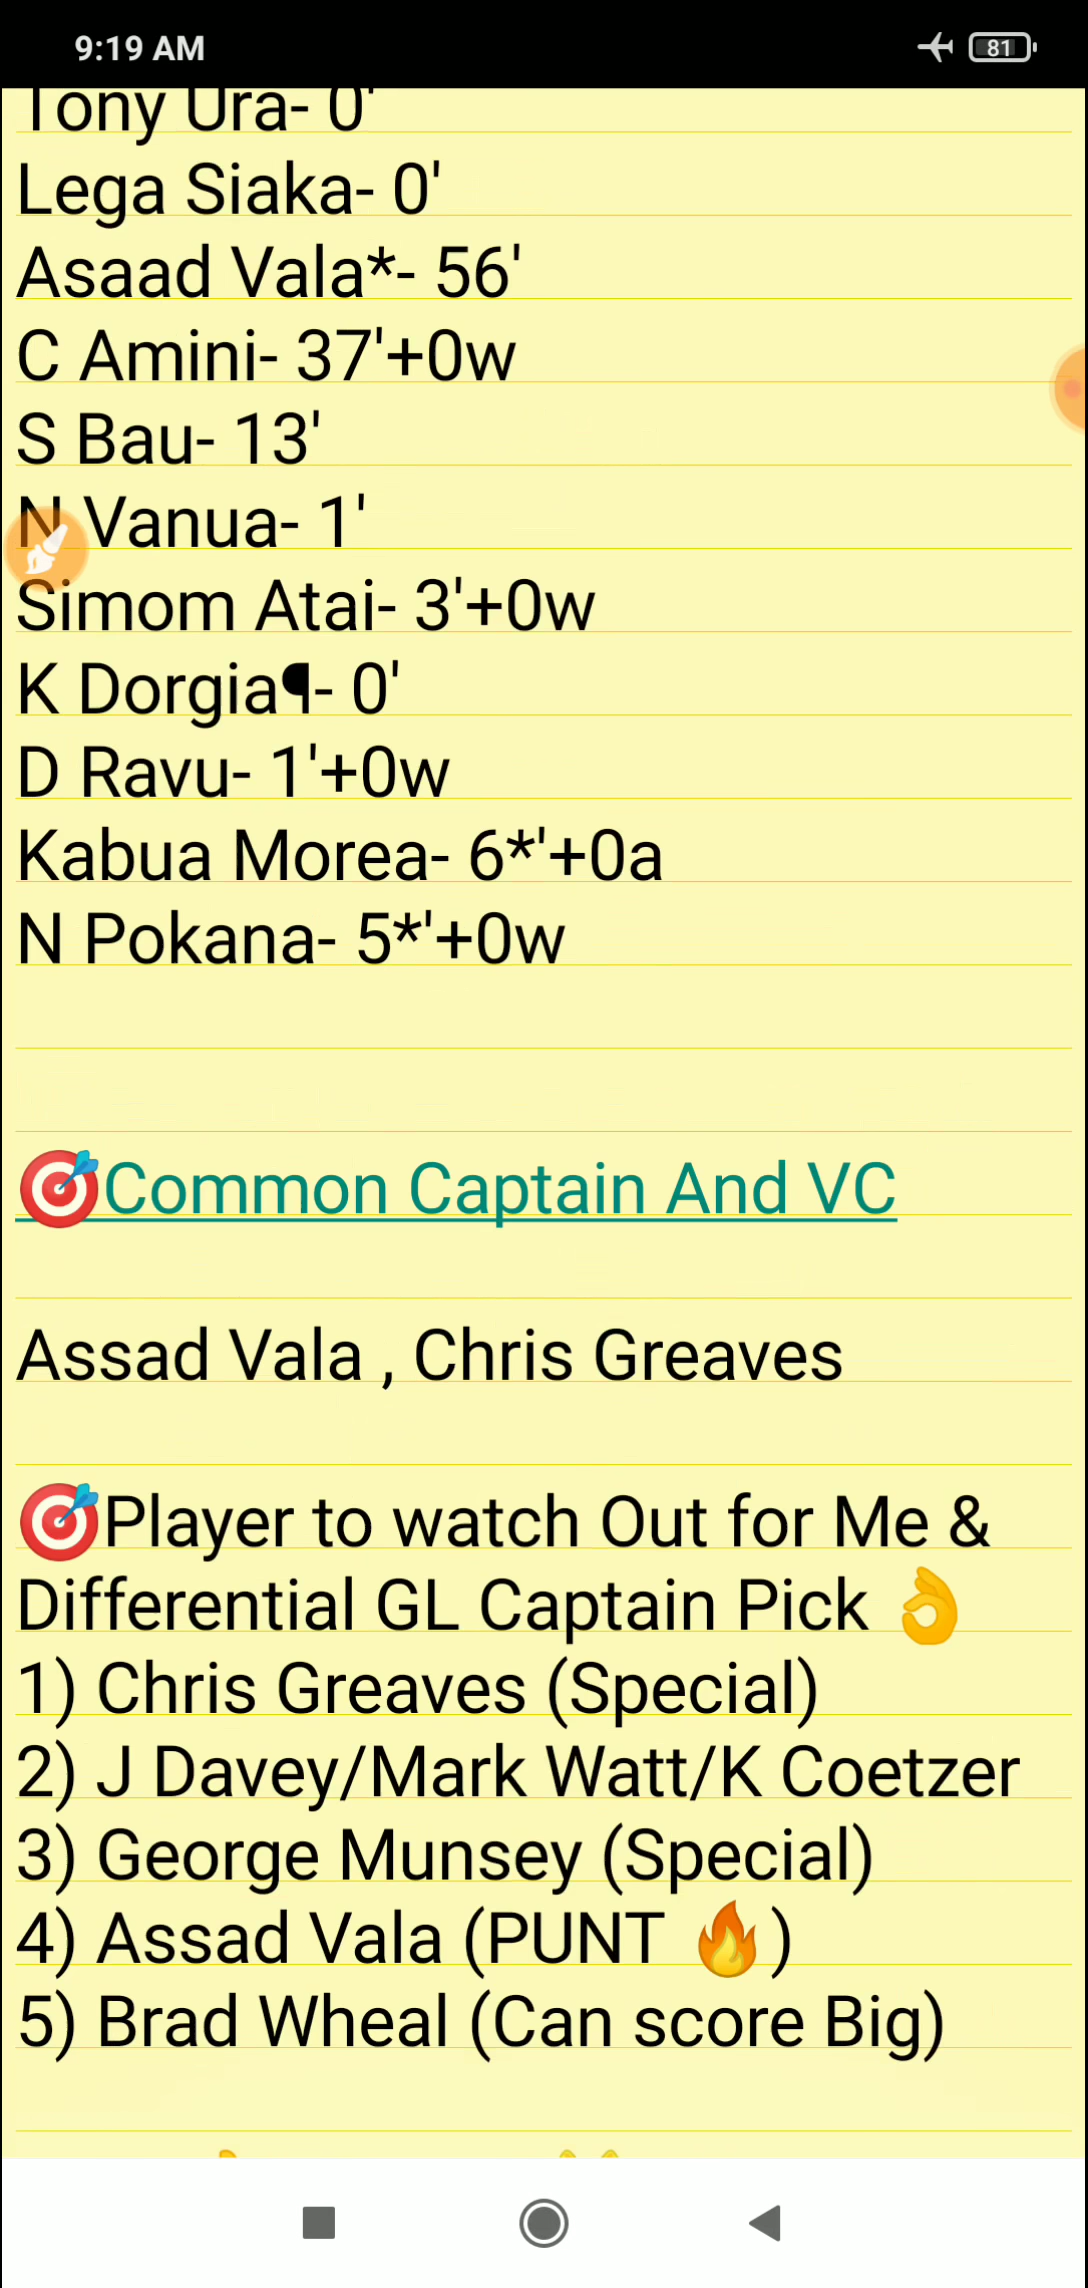 9:19 AM
81
Tony Ura- 0'
Lega Siaka- 0'
Asaad Vala*- 56'
C Amini- 37'+0w
S Bau- 13'
N Vanua- 1'
Simom Atai- 3'+0w
K Dorgia¶- 0'
D Ravu- 1'+0w
Kabua Morea- 6*'+0a
N Pokana- 5*'+0w
🎯Common Captain And VC
Assad Vala , Chris Greaves
🎯Player to watch Out for Me &
Differential GL Captain Pick 👌
1) Chris Greaves (Special)
2) J Davey/Mark Watt/K Coetzer
3) George Munsey (Special)
4) Assad Vala (PUNT 🔥)
5) Brad Wheal (Can score Big)